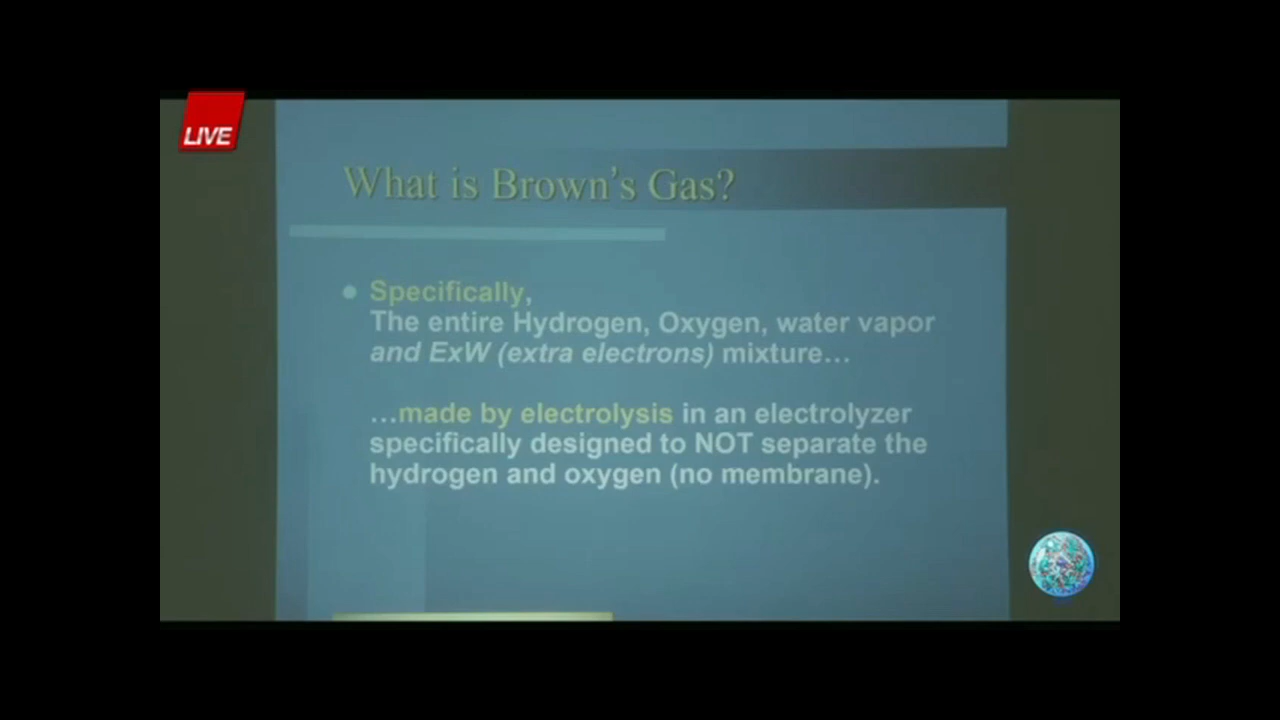 LIVE
What is Brown's Gas?
Specifically,
The entire Hydrogen, Oxygen, water vapor
and ExW (extra electrons) mixture…
…made by electrolysis in an electrolyzer
specifically designed to NOT separate the
hydrogen and oxygen (no membrane).